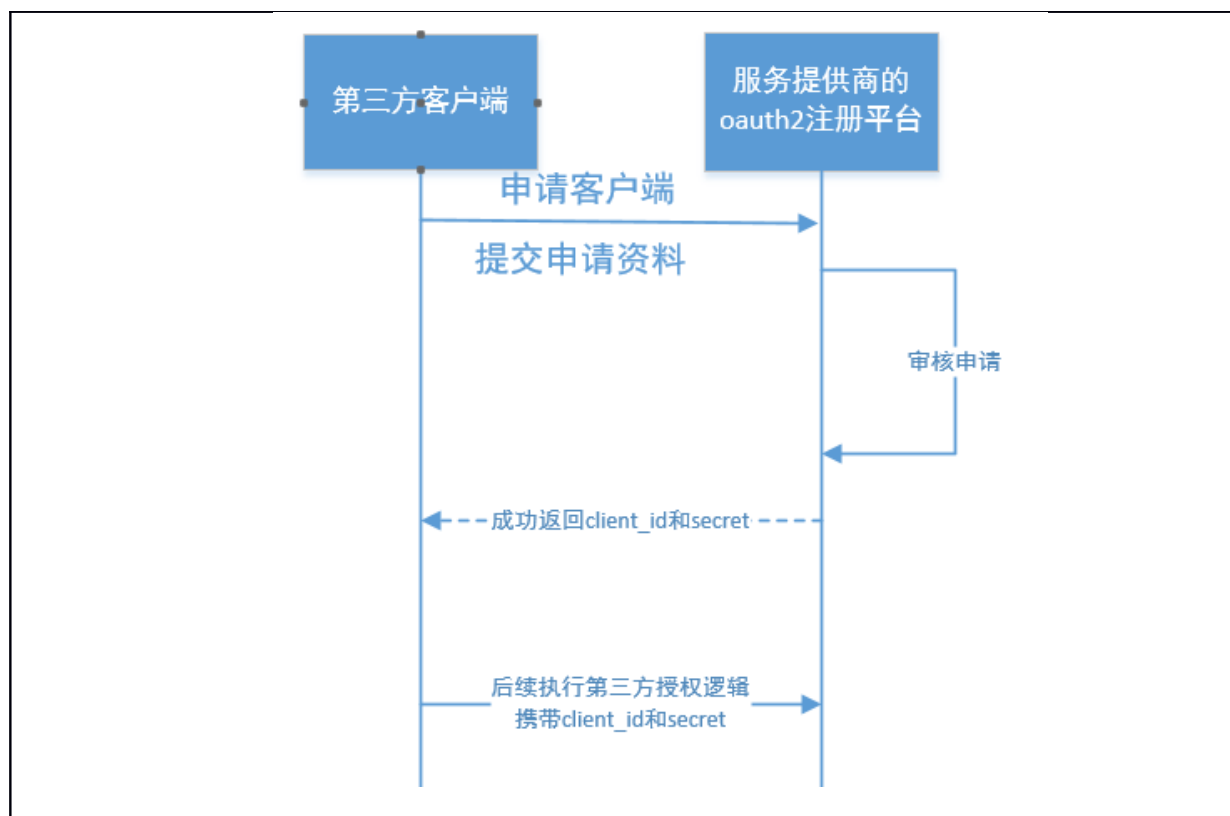 第三方客户端
服务提供商的
oauth2注册平台
申请客户端
提交申请资料
审核申请
成功返回client_id和secret
后续执行第三方授权逻辑
携带client_id和secret